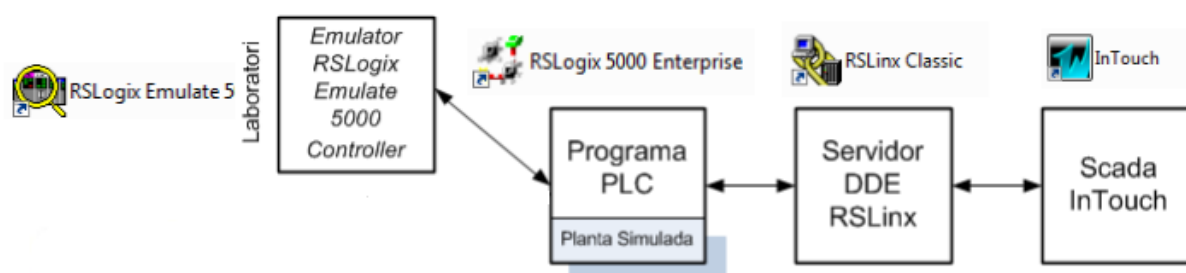 RSLogix Emulate 5
Laboratori
Emulator
RSLogix
Emulate
5000
Controller
RSLogix 5000 Enterprise
Programa
PLC
Planta Simulada
RSLinx Classic
Servidor
DDE
RSLinx
InTouch
Scada
InTouch